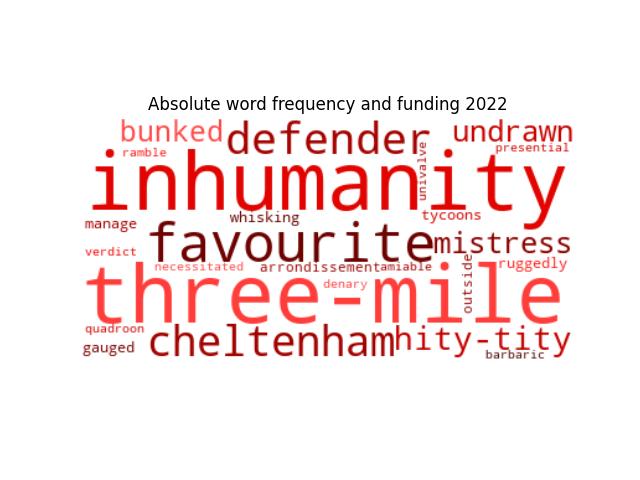 Absolute word frequency and funding 2022
bunked defender undrawn
ramble presential
inhumanity
univalve
whisking tycoons
manage
favourite mistress
verdict
necessitated arrondissement amiable ruggedly
outside
denary
three-mile
quadroon
cheltenham hity-tity
gauged barbaric